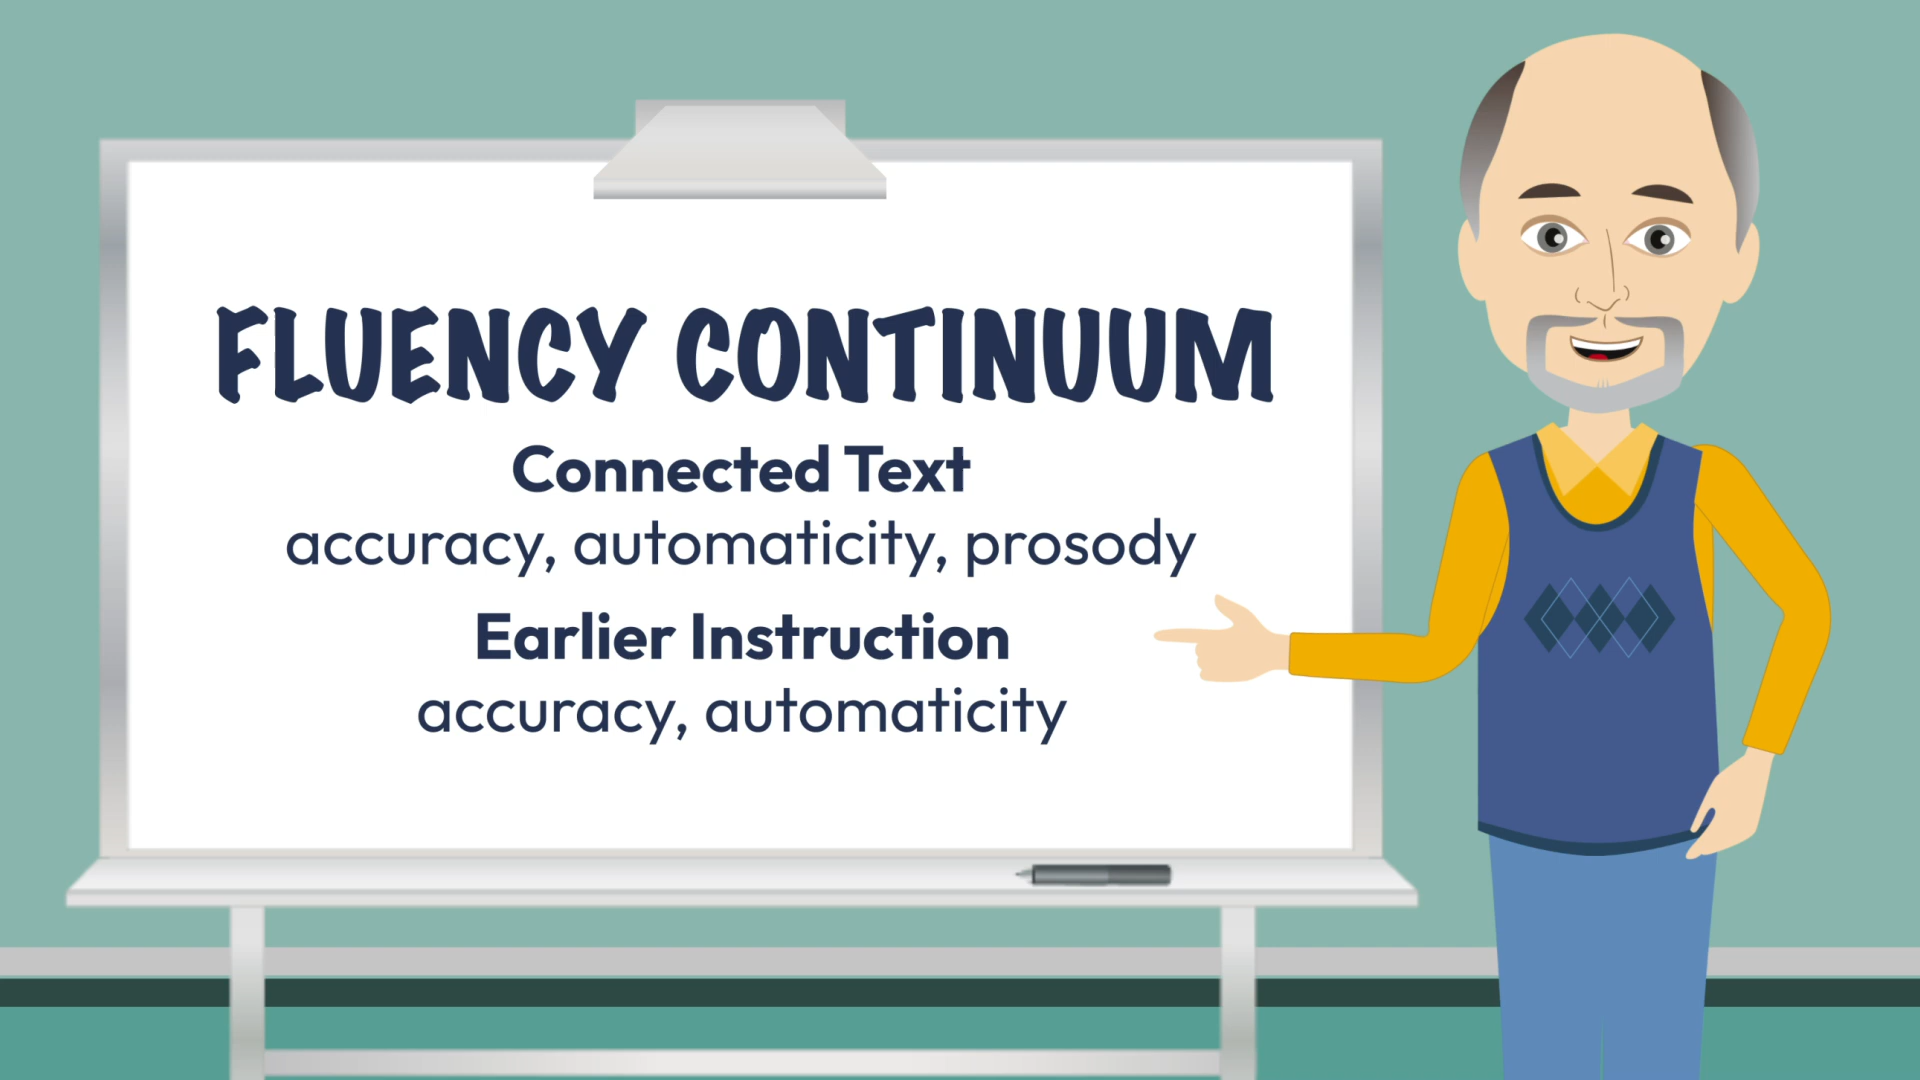 FLUENCY CONTINUUM
Connected Text
accuracy, automaticity, prosody
Earlier Instruction
accuracy, automaticity